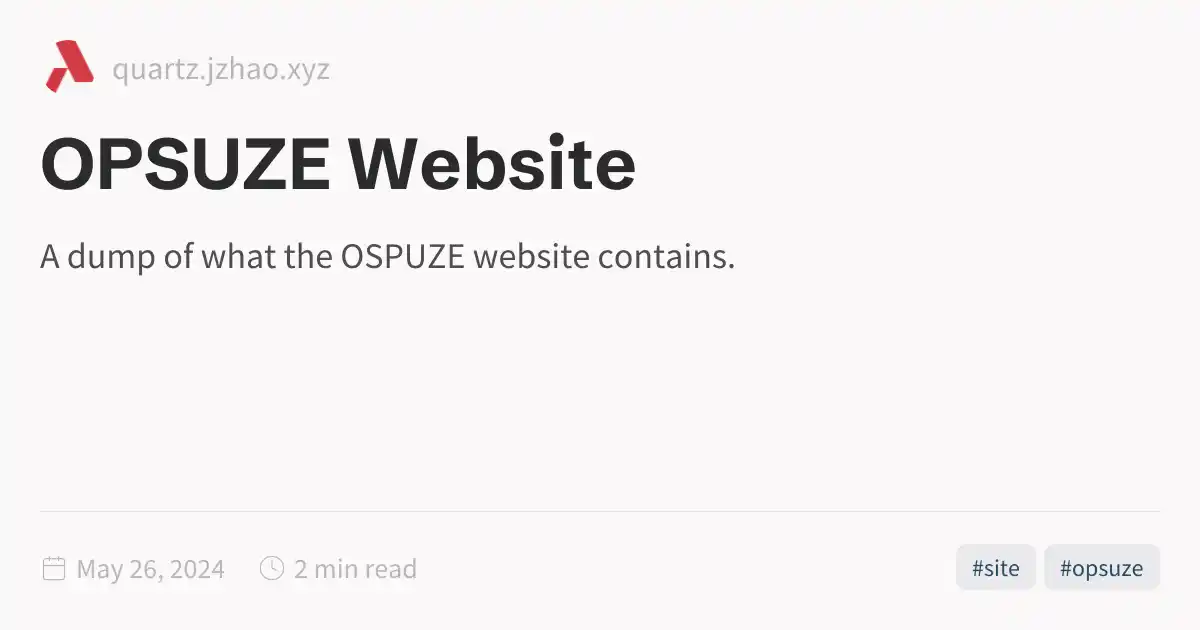 quartz.jzhao.xyz
OPSUZE Website
A dump of what the OSPUZE website contains.
May 26, 2024 2 min read #site #opsuze